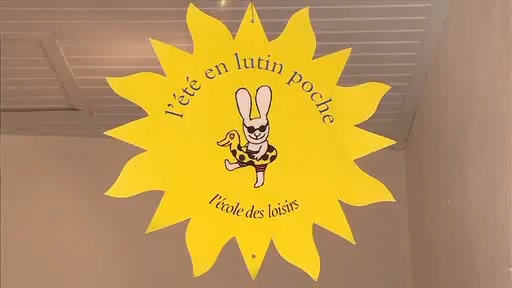 l'été en lutin poche
l'école des loisirs